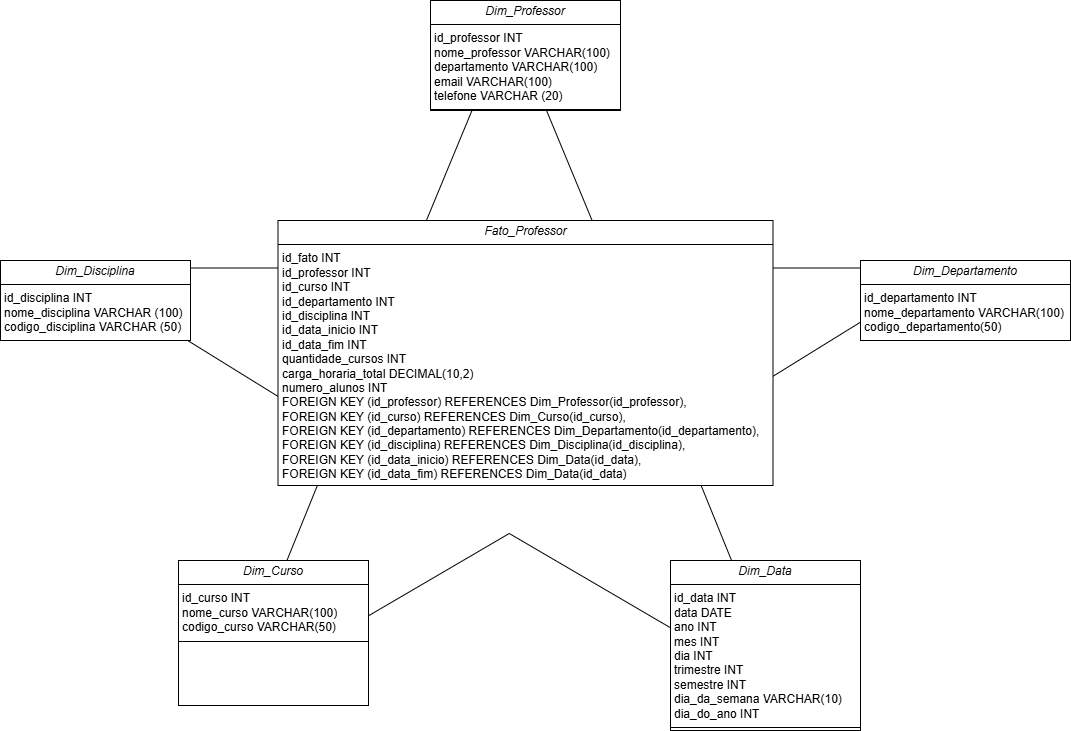 Dim_Professor
id_professor INT
nome_professor VARCHAR(100)
departamento VARCHAR(100)
email VARCHAR(100)
telefone VARCHAR (20)
Fato_Professor
id_fato INT
id_professor INT
id_curso INT
id_departamento INT
id_disciplina INT
id_data_inicio INT
id_data_fim INT
quantidade_cursos INT
carga_horaria_total DECIMAL(10,2)
numero_alunos INT
FOREIGN KEY (id_professor) REFERENCES Dim_Professor(id_professor),
FOREIGN KEY (id_curso) REFERENCES Dim_Curso(id_curso),
FOREIGN KEY (id_departamento) REFERENCES Dim_Departamento(id_departamento),
FOREIGN KEY (id_disciplina) REFERENCES Dim_Disciplina(id_disciplina),
FOREIGN KEY (id_data_inicio) REFERENCES Dim_Data(id_data),
FOREIGN KEY (id_data_fim) REFERENCES Dim_Data(id_data)
Dim_Disciplina
id_disciplina INT
nome_disciplina VARCHAR (100)
codigo_disciplina VARCHAR (50)
Dim_Departamento
id_departamento INT
nome_departamento VARCHAR(100)
codigo_departamento(50)
Dim_Curso
id_curso INT
nome_curso VARCHAR(100)
codigo_curso VARCHAR(50)
Dim_Data
id_data INT
data DATE
ano INT
mes INT
dia INT
trimestre INT
semestre INT
dia_da_semana VARCHAR(10)
dia_do_ano INT